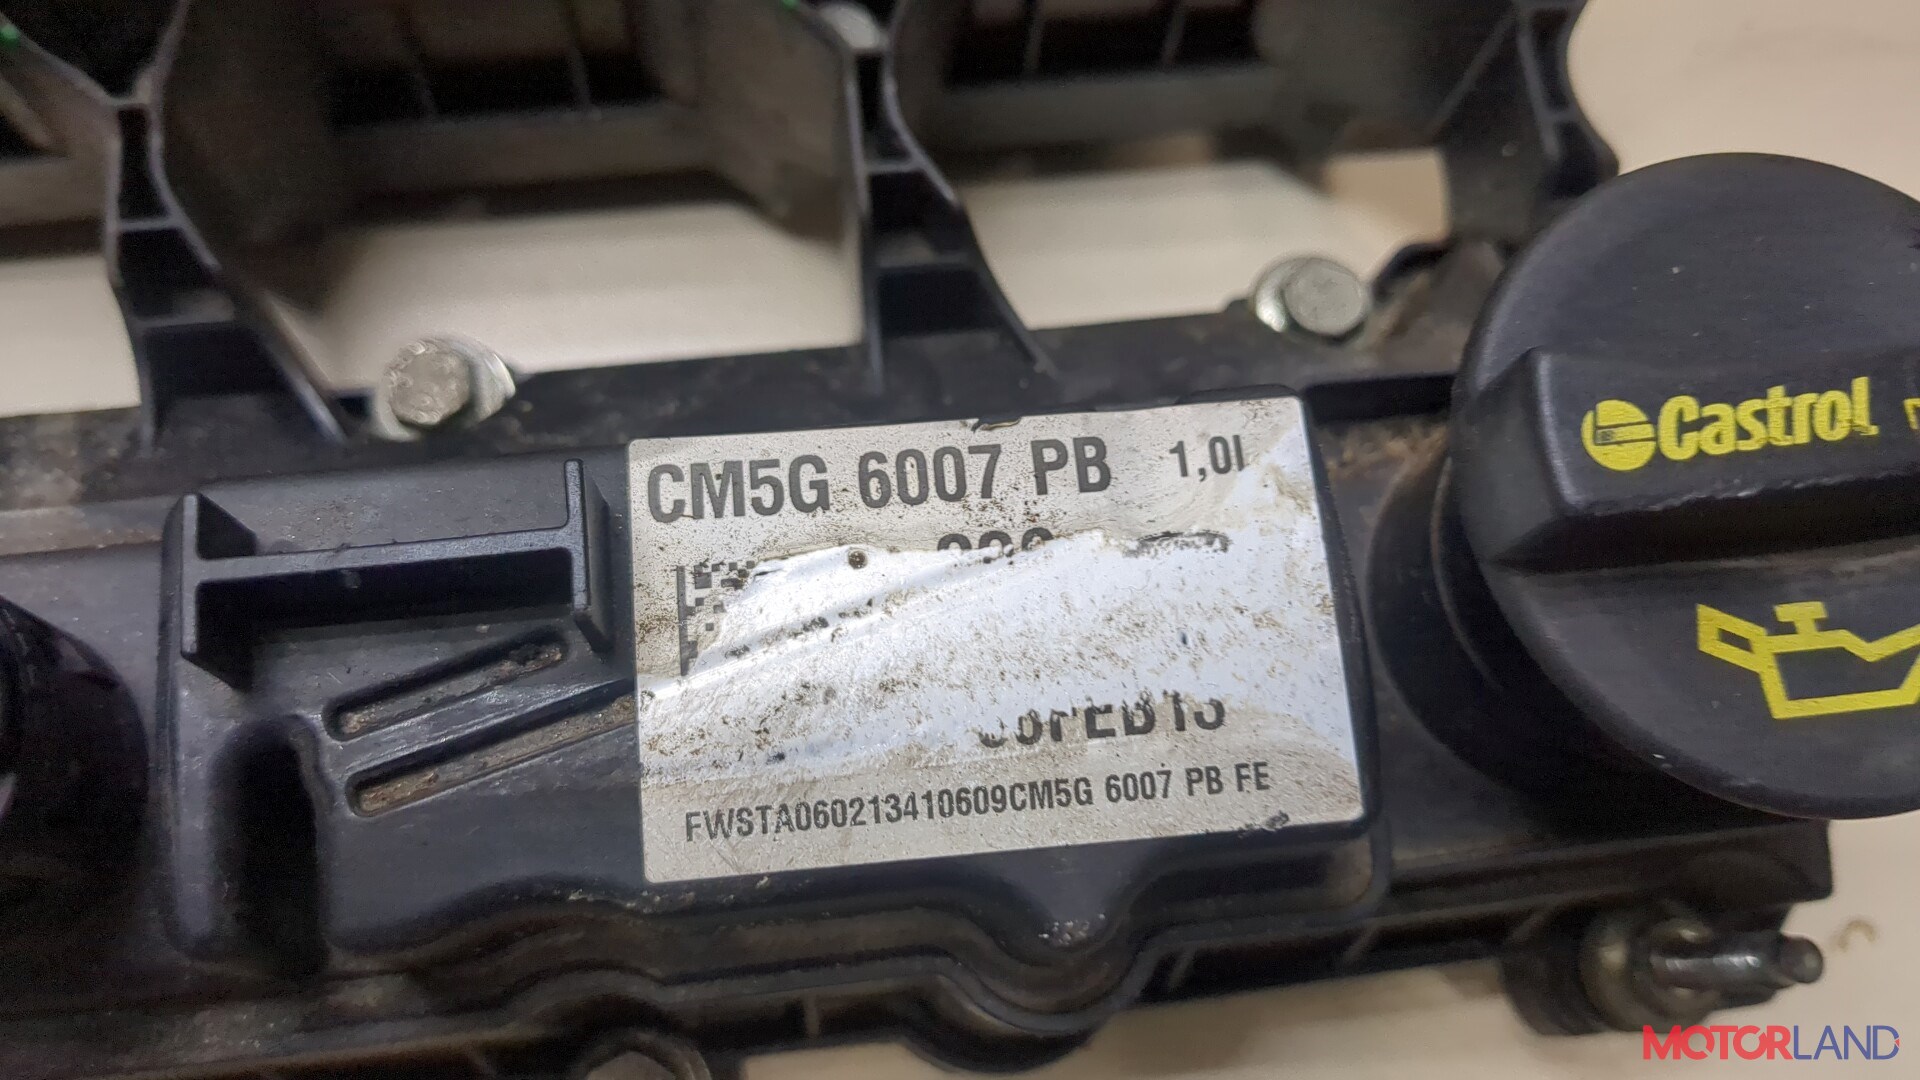 CM5G 6007 PB 1,0l
Castrol
FWSTA060213410609CM5G 6007 PB FE
MOTORLAND